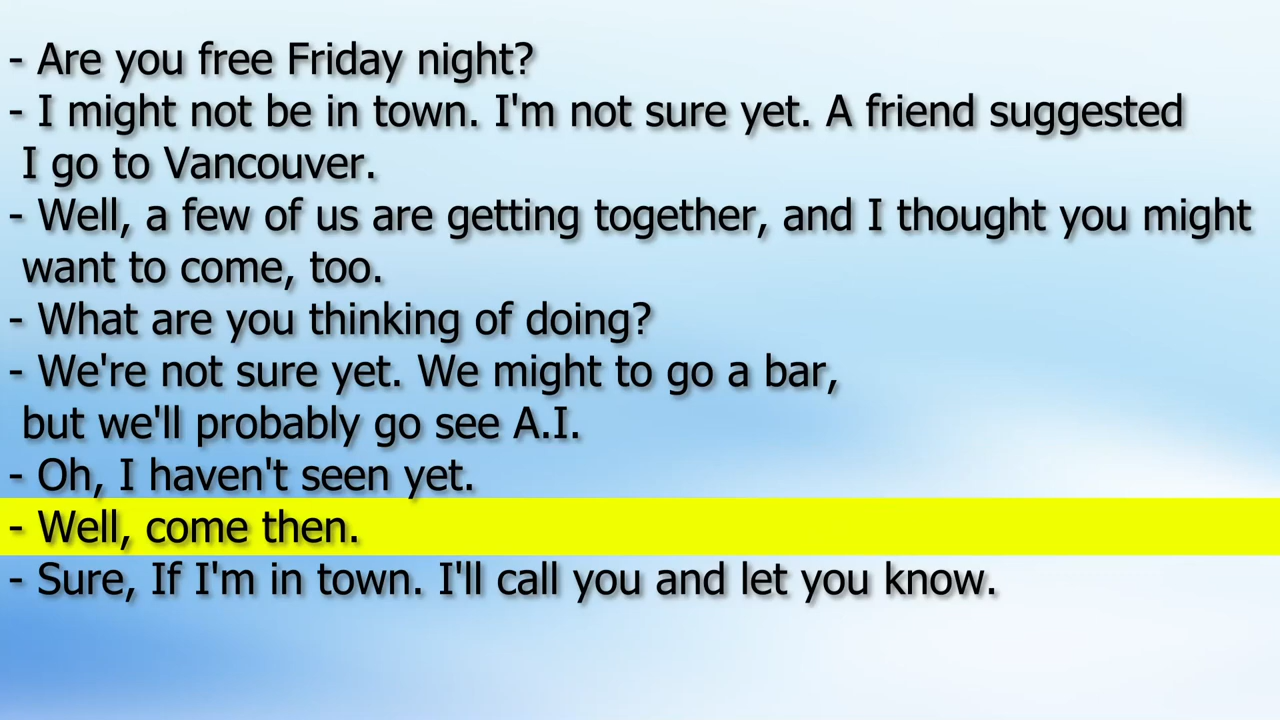 - Are you free Friday night?
- I might not be in town. I'm not sure yet. A friend suggested
I go to Vancouver.
- Well, a few of us are getting together, and I thought you might
want to come, too.
- What are you thinking of doing?
- We're not sure yet. We might to go a bar,
but we'll probably go see A.I.
- Oh, I haven't seen yet.
- Well, come then.
- Sure, If I'm in town. I'll call you and let you know.